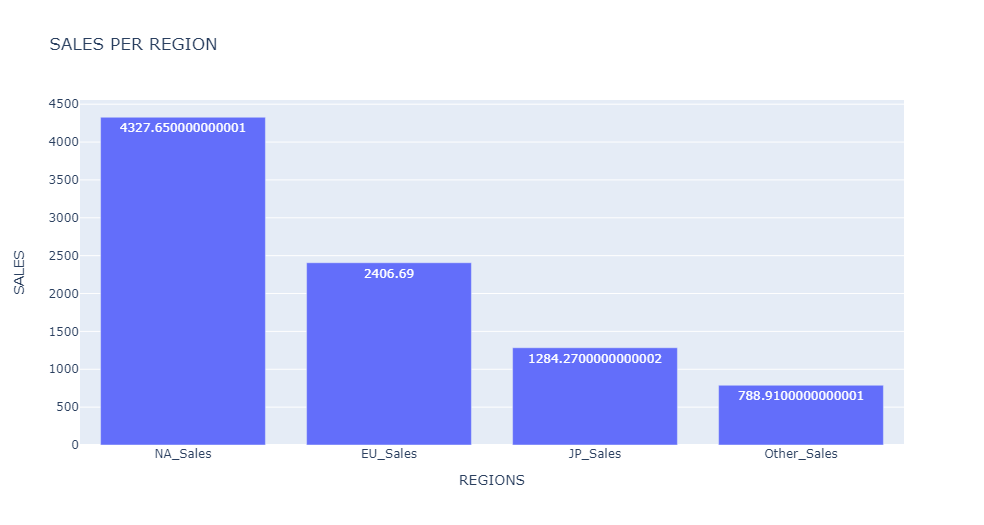 SALES PER REGION
4500
4000
3500
3000
2500
2000
1500
1000
500
0
SALES
4327.650000000001
2406.69
1284.2700000000002
788.9100000000001
NA_Sales
EU_Sales
JP_Sales
Other_Sales
REGIONS